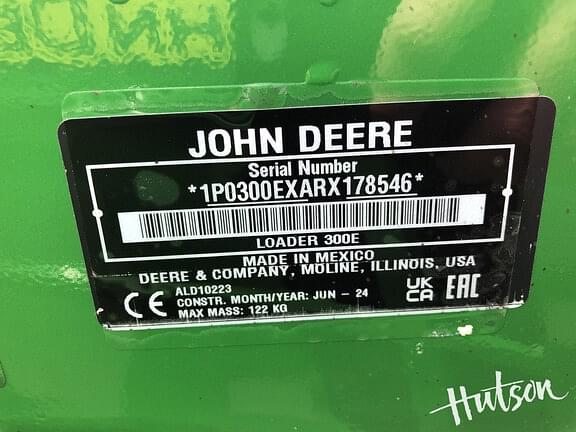 JOHN DEERE
Serial Number
*1P0300EXARX178546*
LOADER 300E
MADE IN MEXICO
DEERE & COMPANY, MOLINE, ILLINOIS, USA
CE
ALD10223
CONSTR. MONTH/YEAR: JUN - 24
MAX MASS: 122 KG
UK
CA
EAC
Hutson